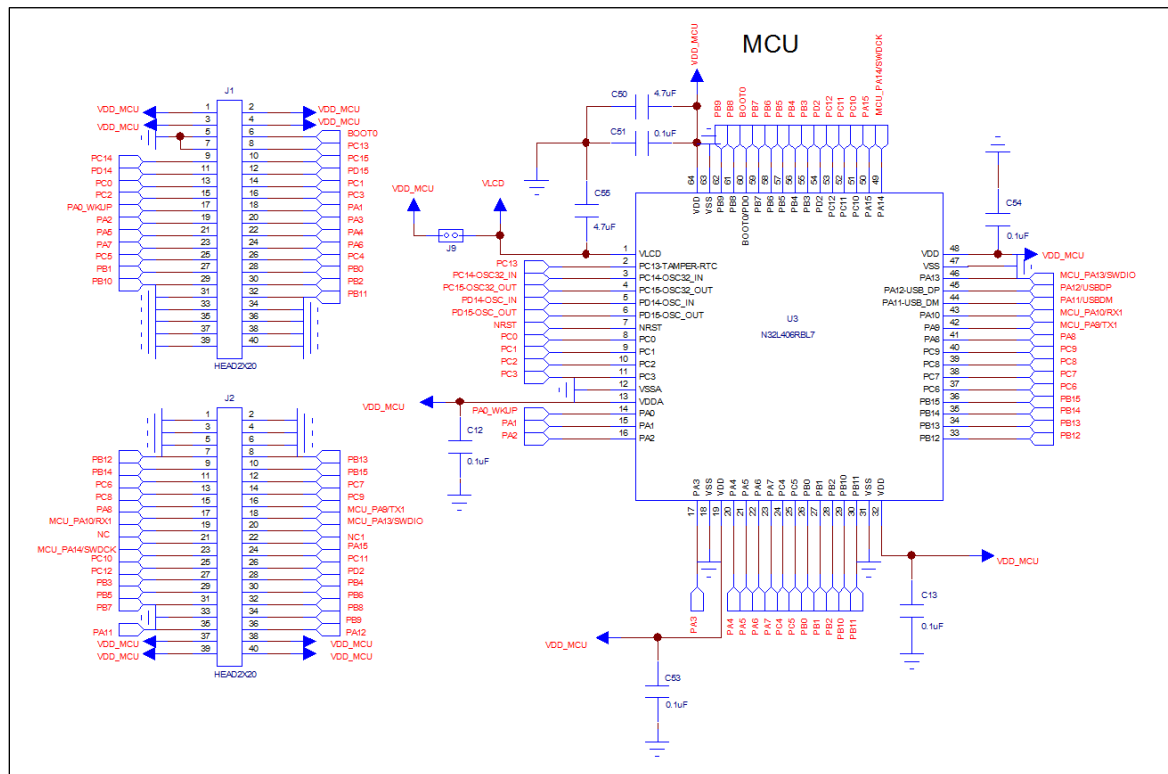 MCU
J1
VDD_MCU 1 2 VDD_MCU
VDD_MCU 3 4 VDD_MCU
5 6 BOOT0
7 8 PC13
PC14 9 10 PC15
PD14 11 12 PD15
PC0 13 14 PC1
PC2 15 16 PC3
PA0_WKUP 17 18 PA1
PA2 19 20 PA3
PA5 21 22 PA4
PA7 23 24 PA6
PC5 25 26 PC4
PB1 27 28 PB0
PB10 29 30 PB2
31 32 PB11
33 34
35 36
37 38
39 40
HEAD2X20
J2
1 2
3 4
5 6
7 8
PB12 9 10 PB13
PB14 11 12 PB15
PC6 13 14 PC7
PC8 15 16 PC9
PA8 17 18 MCU_PA9/TX1
MCU_PA10/RX1 19 20 MCU_PA13/SWDIO
NC 21 22 NC1
MCU_PA14/SWDCK 23 24 PA15
PC10 25 26 PC11
PC12 27 28 PD2
PB3 29 30 PB4
PB5 31 32 PB6
PB7 33 34 PB8
35 36 PB9
PA11 37 38 PA12
VDD_MCU 39 40 VDD_MCU
VDD_MCU VDD_MCU
HEAD2X20
VDD_MCU
C50 4.7uF
C51 0.1uF
C55
4.7uF
VDD_MCU
VLCD
J9
PB9 PB8 BOOT0 PB7 PB6 PB5 PB4 PB3 PD2 PC12 PC11 PC10 PA15 MCU_PA14/SWDCK
64 63 62 61 60 59 58 57 56 55 54 53 52 51 50 49
VDD VSS PB9 PB8 BOOT0/PD0 PB7 PB6 PB5 PB4 PB3 PD2 PC12 PC11 PC10 PA15 PA14
C54
0.1uF
1 VLCD
PC13 2 PC13-TAMPER-RTC
PC14-OSC32_IN 3 PC14-OSC32_IN
PC15-OSC32_OUT 4 PC15-OSC32_OUT
PD14-OSC_IN 5 PD14-OSC_IN
PD15-OSC_OUT 6 PD15-OSC_OUT
NRST 7 NRST
PC0 8 PC0
PC1 9 PC1
PC2 10 PC2
PC3 11 PC3
12 VSSA
VDD_MCU 13 VDDA
PA0_WKUP 14 PA0
PA1 15 PA1
PA2 16 PA2
C12
0.1uF
U3
N32L406RBL7
VDD 48 VDD_MCU
VSS 47
PA13 46 MCU_PA13/SWDIO
PA12-USB_DP 45 PA12/USBDP
PA11-USB_DM 44 PA11/USBDM
PA10 43 MCU_PA10/RX1
PA9 42 MCU_PA9/TX1
PA8 41 PA8
PC9 40 PC9
PC8 39 PC8
PC7 38 PC7
PC6 37 PC6
PB15 36 PB15
PB14 35 PB14
PB13 34 PB13
PB12 33 PB12
PA3 VSS VDD PA4 PA5 PA6 PA7 PC4 PC5 PB0 PB1 PB2 PB10 PB11 VSS VDD
17 18 19 20 21 22 23 24 25 26 27 28 29 30 31 32
PA3 PA4 PA5 PA6 PA7 PC4 PC5 PB0 PB1 PB2 PB10 PB11
VDD_MCU
C13
0.1uF
VDD_MCU
C53
0.1uF